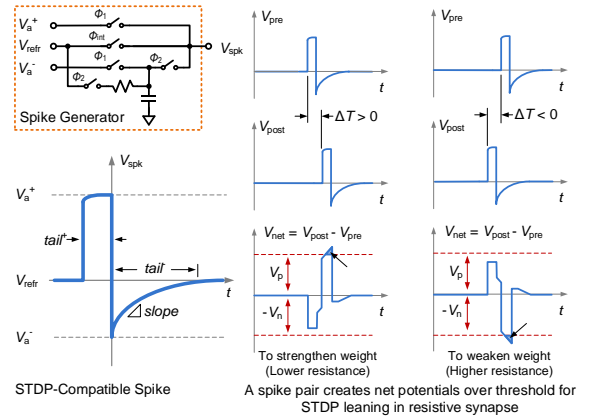 Va+
Φ1
Vrefr
Φint
Vspk
Va-
Φ1
Φ2
Φ2
Spike Generator
Vspk
Va+
tail+
tail-
Vrefr
t
slope
Va-
STDP-Compatible Spike
Vpre
t
Vpost
ΔT > 0
t
Vnet = Vpost - Vpre
Vp
t
-Vn
To strengthen weight
(Lower resistance)
Vpre
t
Vpost
ΔT < 0
t
Vnet = Vpost - Vpre
Vp
t
-Vn
To weaken weight
(Higher resistance)
A spike pair creates net potentials over threshold for
STDP leaning in resistive synapse